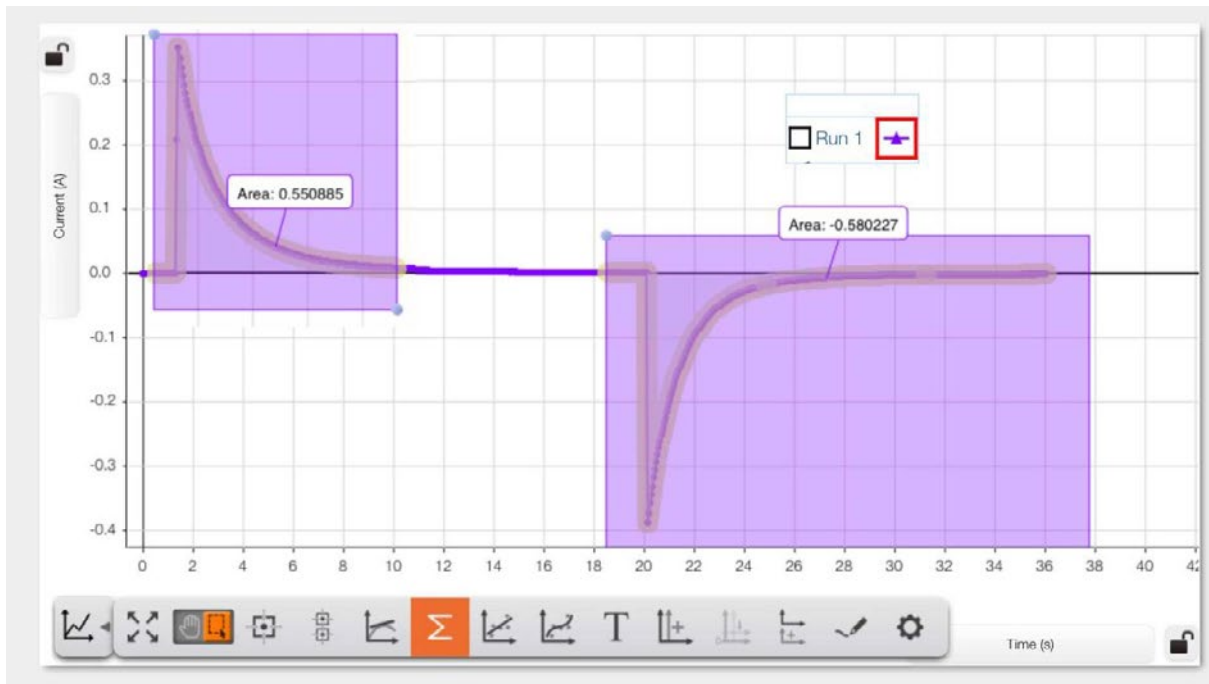 0.3
0.2
0.1
0.0
-0.1
-0.2
-0.3
-0.4
Current (A)
Area: 0.550885
Run 1
Area: -0.580227
0 2 4 6 8 10 12 14 16 18 20 22 24 26 28 30 32 34 36 38 40 42
Σ T
Time (s)